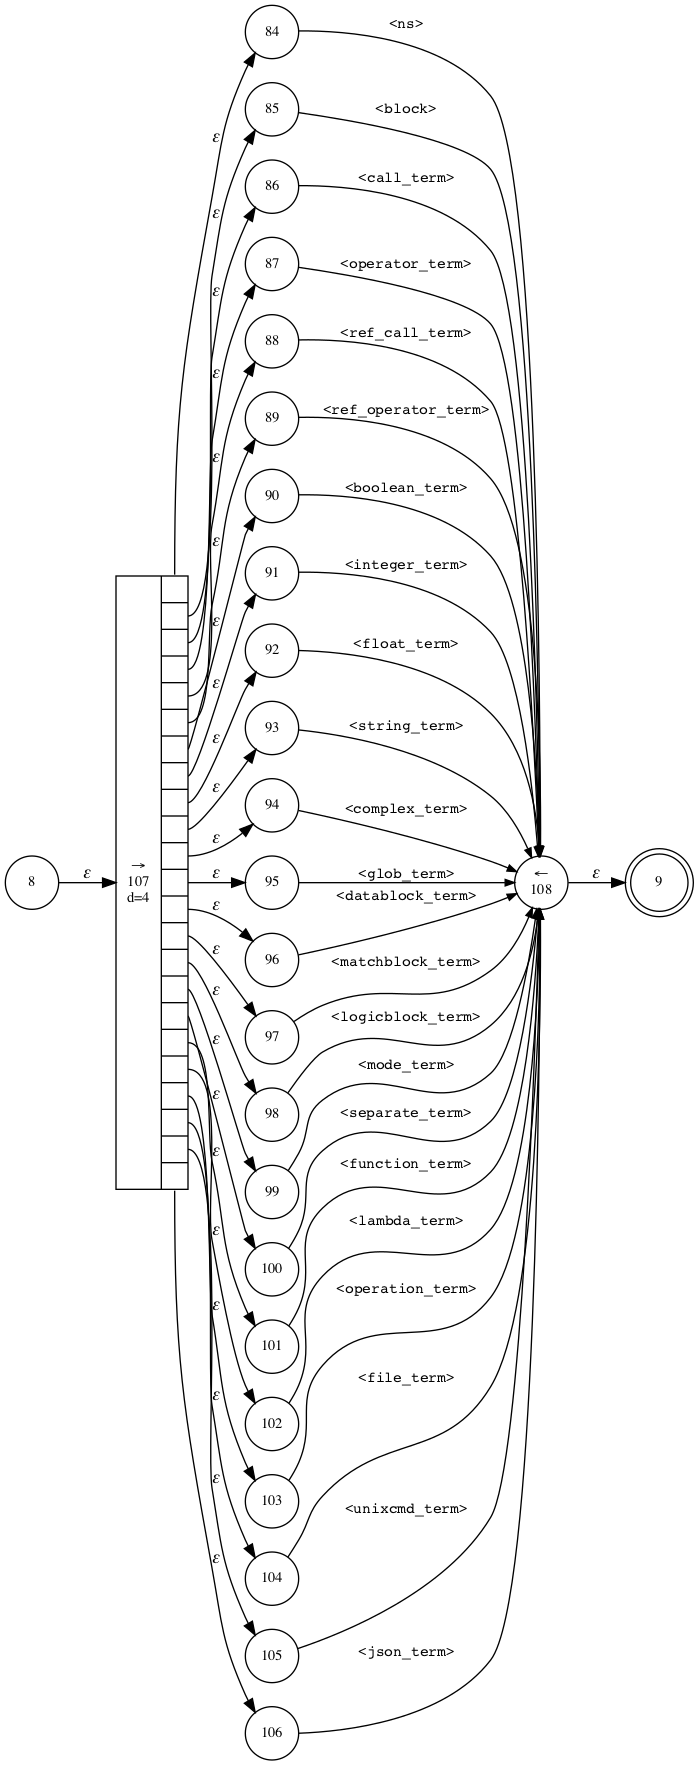 84
<ns>
ε
85
<block>
ε
86
<call_term>
ε
87
<operator_term>
ε
88
<ref_call_term>
ε
89
<ref_operator_term>
ε
90
<boolean_term>
ε
91
<integer_term>
ε
92
<float_term>
ε
93
<string_term>
ε
94
<complex_term>
ε
8
ε
→
107
d=4
ε
95
<glob_term>
←
108
ε
9
ε
96
<datablock_term>
ε
97
<matchblock_term>
ε
98
<logicblock_term>
ε
99
<mode_term>
ε
100
<separate_term>
ε
101
<function_term>
ε
102
<lambda_term>
ε
103
<operation_term>
ε
104
<file_term>
ε
105
<unixcmd_term>
ε
106
<json_term>